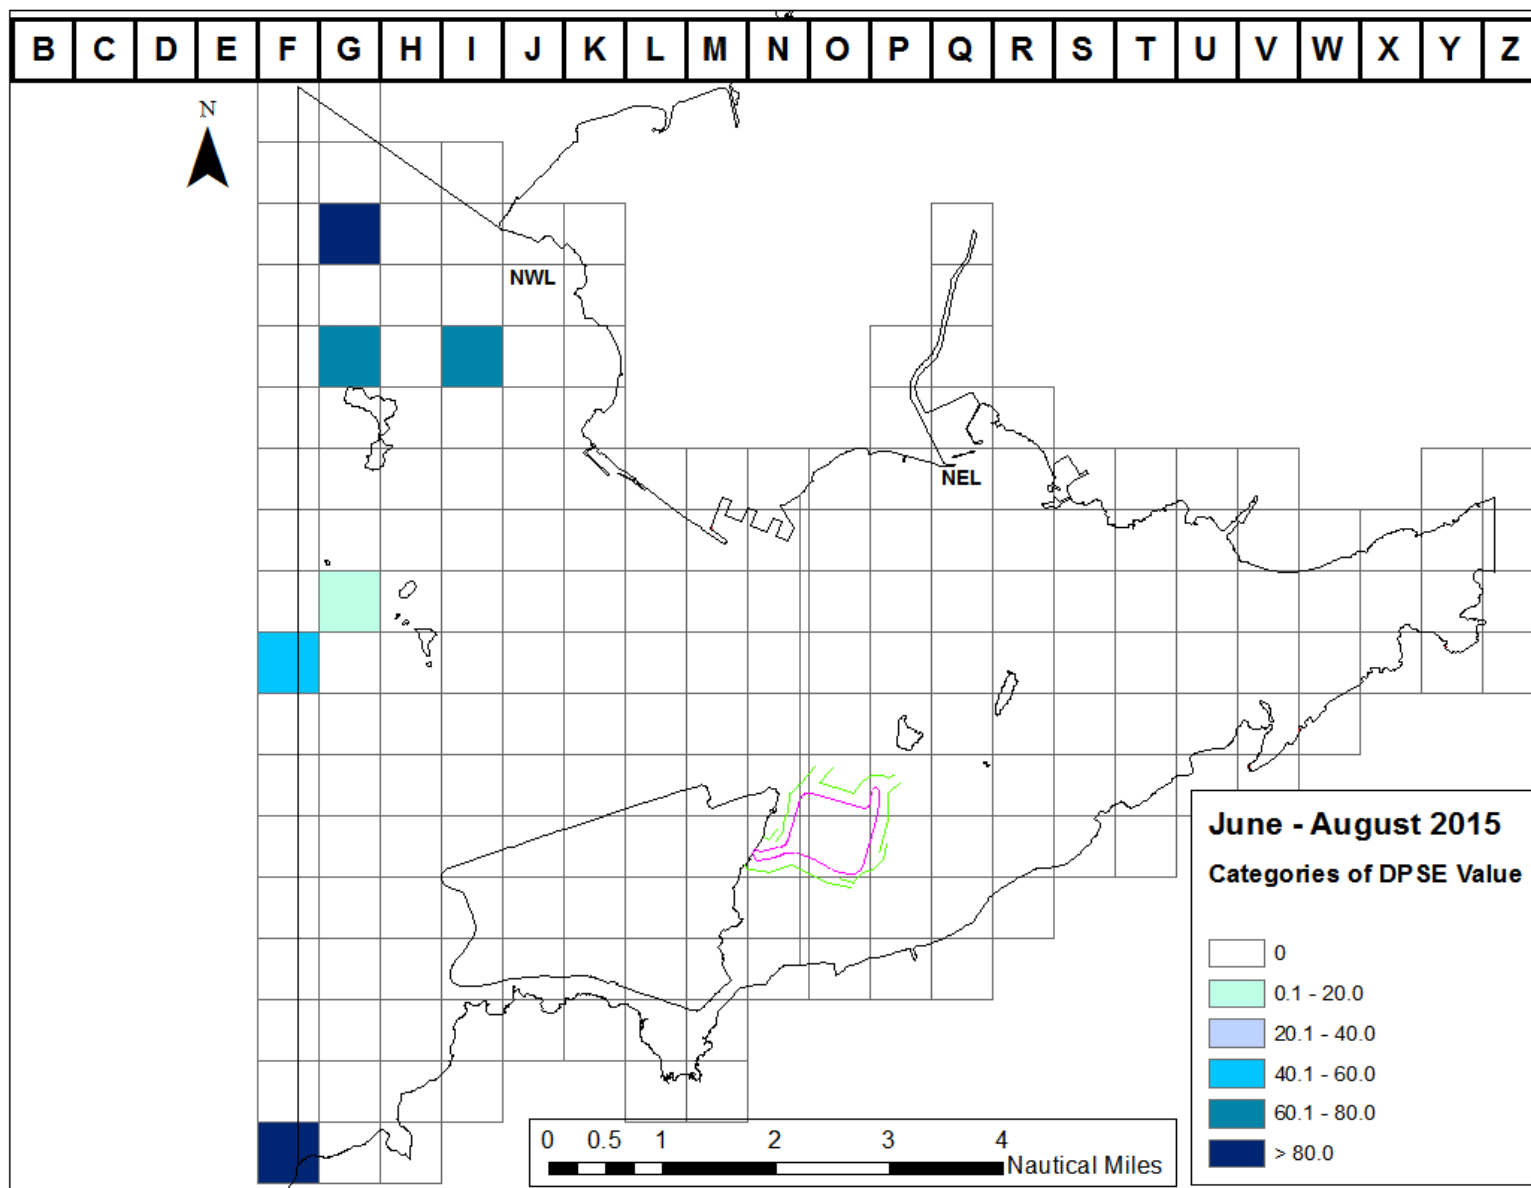 B C D E F G H I J K L M N O P Q R S T U V W X Y Z
N
NWL
NEL
June - August 2015
Categories of DPSE Value
0
0.1 - 20.0
20.1 - 40.0
40.1 - 60.0
60.1 - 80.0
> 80.0
0 0.5 1 2 3 4
Nautical Miles